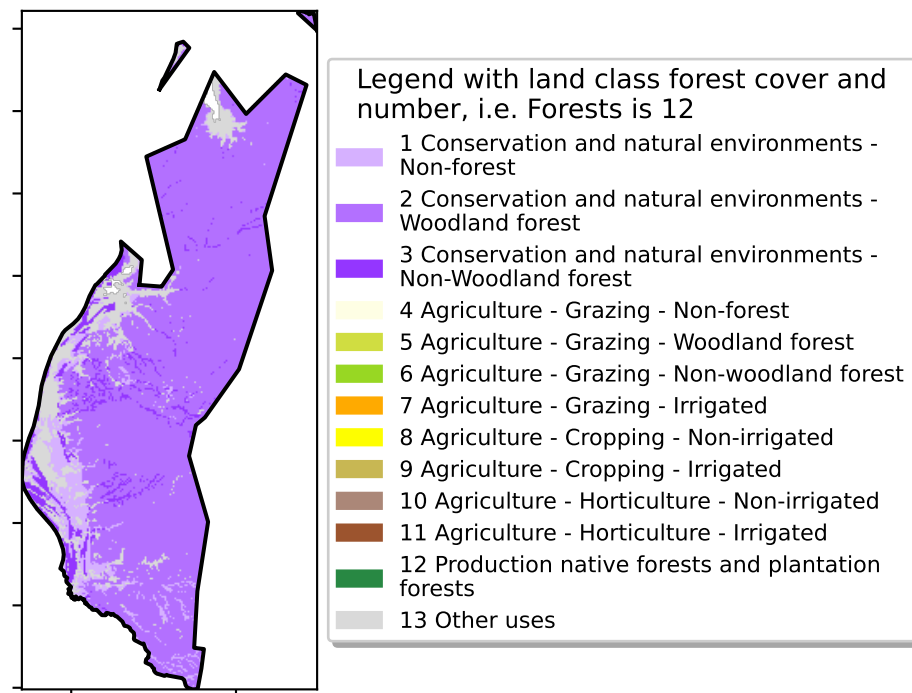 Legend with land class forest cover and
number, i.e. Forests is 12
1 Conservation and natural environments -
Non-forest
2 Conservation and natural environments -
Woodland forest
3 Conservation and natural environments -
Non-Woodland forest
4 Agriculture - Grazing - Non-forest
5 Agriculture - Grazing - Woodland forest
6 Agriculture - Grazing - Non-woodland forest
7 Agriculture - Grazing - Irrigated
8 Agriculture - Cropping - Non-irrigated
9 Agriculture - Cropping - Irrigated
10 Agriculture - Horticulture - Non-irrigated
11 Agriculture - Horticulture - Irrigated
12 Production native forests and plantation
forests
13 Other uses